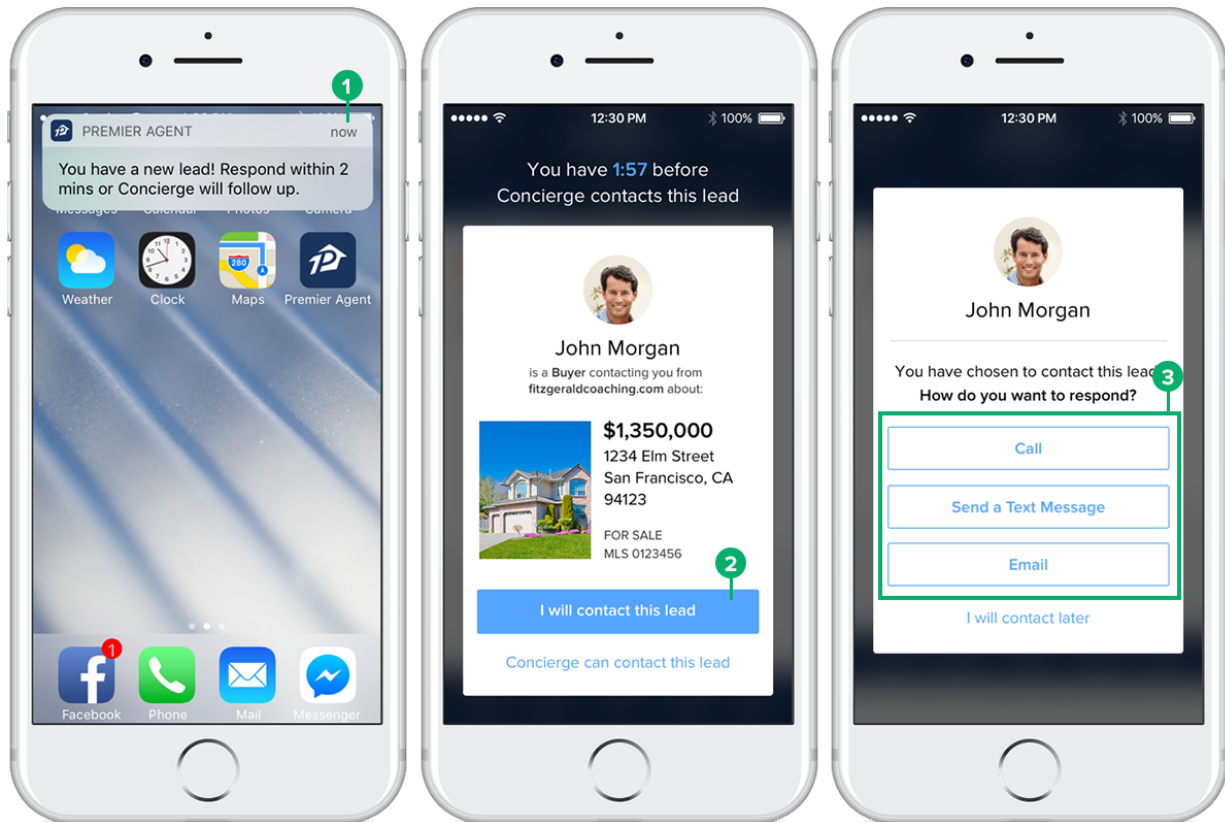 1
PREMIER AGENT now
You have a new lead! Respond within 2
mins or Concierge will follow up.
Messages Calendar Photos Camera
280
Weather Clock Maps Premier Agent
1
Facebook Phone Mail Messenger
12:30 PM 100%
You have 1:57 before
Concierge contacts this lead
John Morgan
is a Buyer contacting you from
fitzgeraldcoaching.com about:
$1,350,000
1234 Elm Street
San Francisco, CA
94123
FOR SALE
MLS 0123456
2
I will contact this lead
Concierge can contact this lead
12:30 PM 100%
John Morgan
You have chosen to contact this lead
3
How do you want to respond?
Call
Send a Text Message
Email
I will contact later